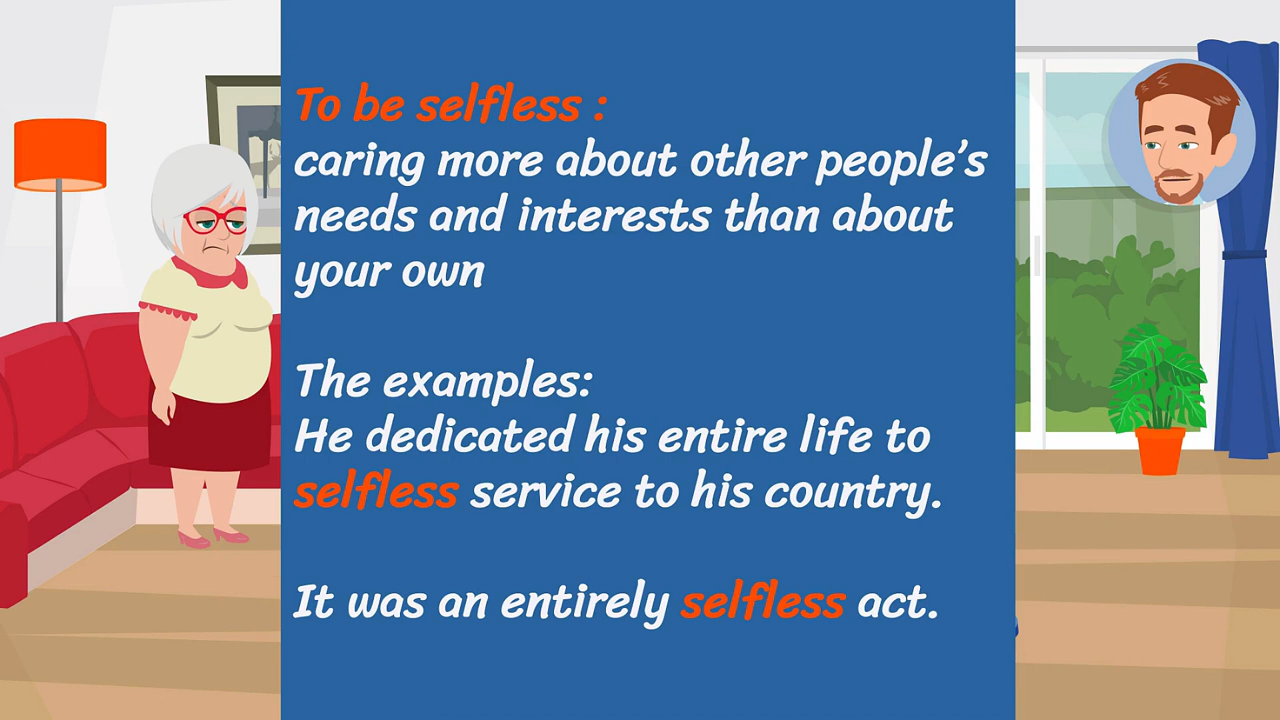 To be selfless :
caring more about other people's
needs and interests than about
your own
The examples:
He dedicated his entire life to
selfless service to his country.
It was an entirely selfless act.